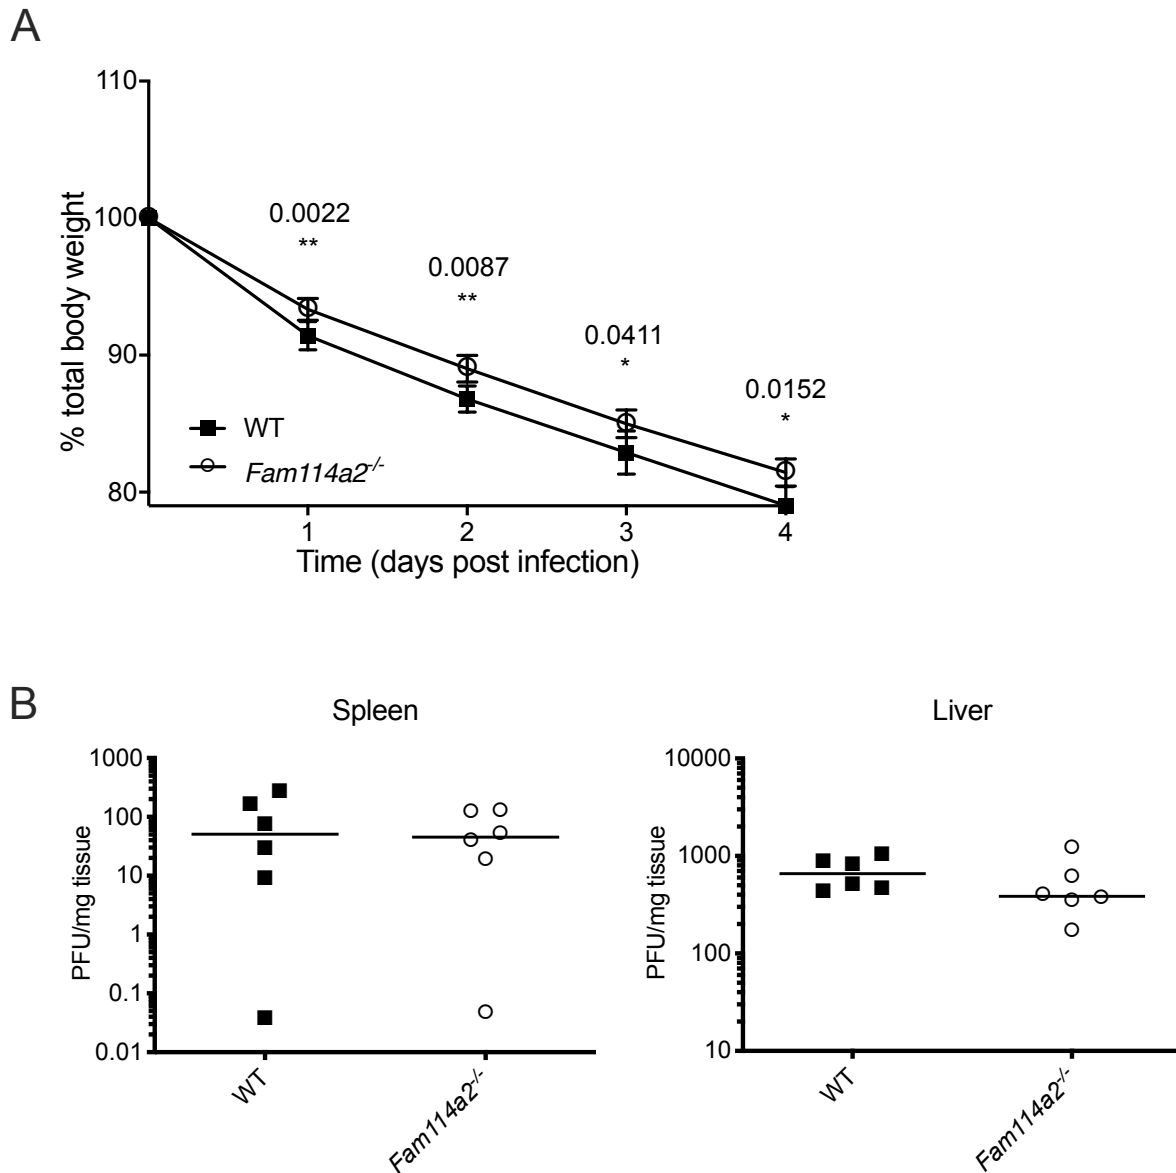 A
110
100
90
80
% total body weight
0.0022
**
0.0087
**
0.0411
*
0.0152
*
WT
Fam114a2-/-
1 2 3 4
Time (days post infection)
B
Spleen
1000
100
10
1
0.1
0.01
PFU/mg tissue
WT
Fam114a2-/-
Liver
10000
1000
100
10
PFU/mg tissue
WT
Fam114a2-/-